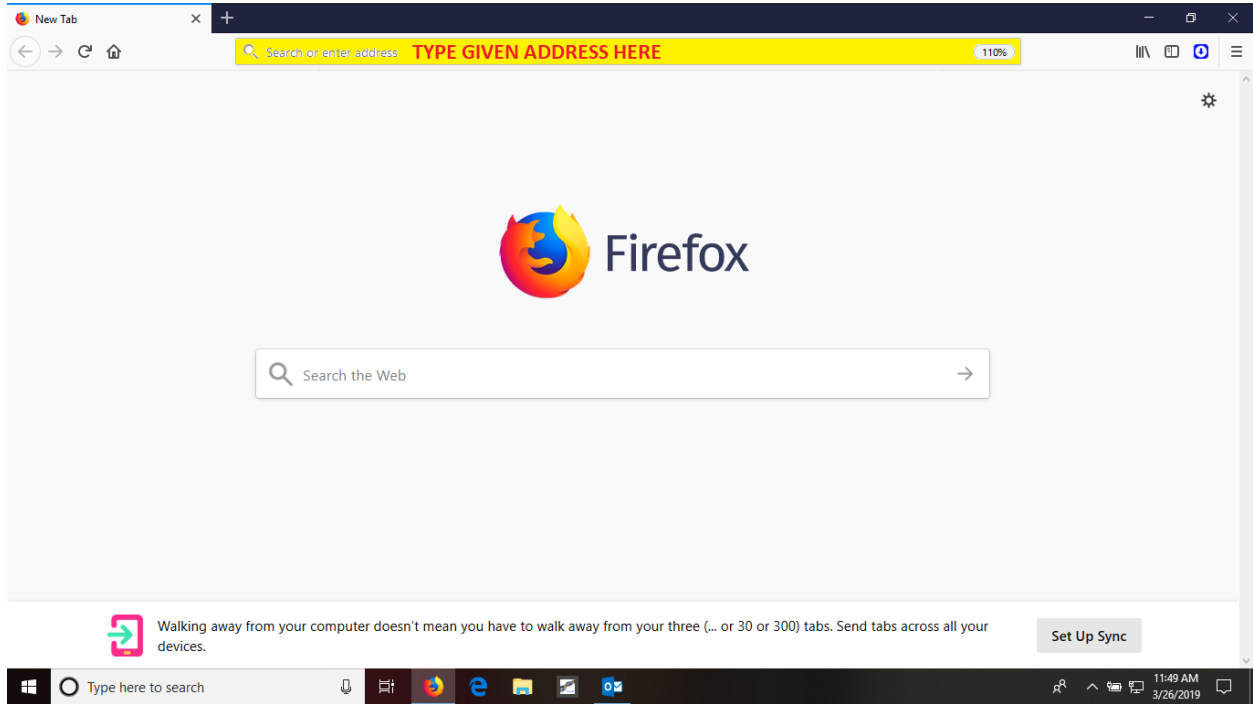 New Tab
Search or enter address TYPE GIVEN ADDRESS HERE 110%
Firefox
Search the Web
Walking away from your computer doesn't mean you have to walk away from your three (... or 30 or 300) tabs. Send tabs across all your
devices.
Set Up Sync
Type here to search
11:49 AM
3/26/2019